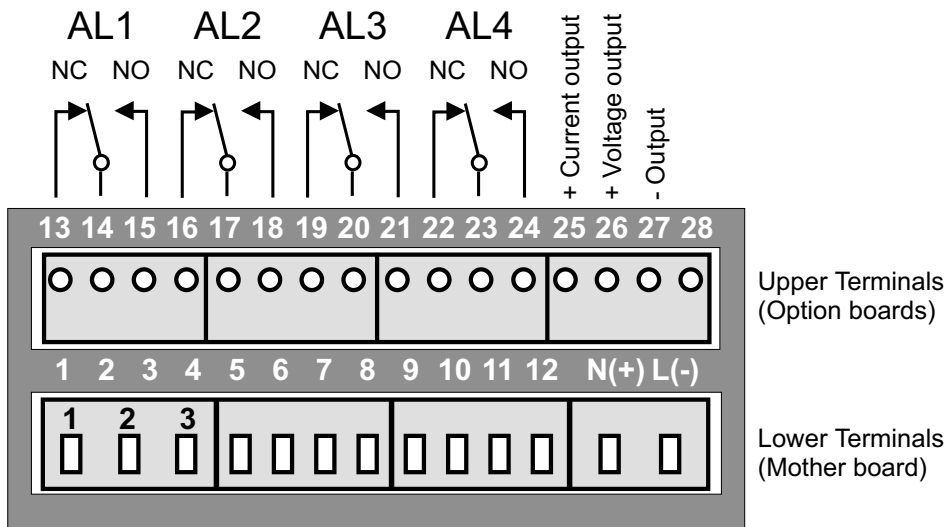 AL1 AL2 AL3 AL4
NC NO NC NO NC NO NC NO
+ Current output
+ Voltage output
- Output
13 14 15 16 17 18 19 20 21 22 23 24 25 26 27 28
Upper Terminals
(Option boards)
1 2 3 4 5 6 7 8 9 10 11 12 N(+) L(-)
1 2 3
Lower Terminals
(Mother board)